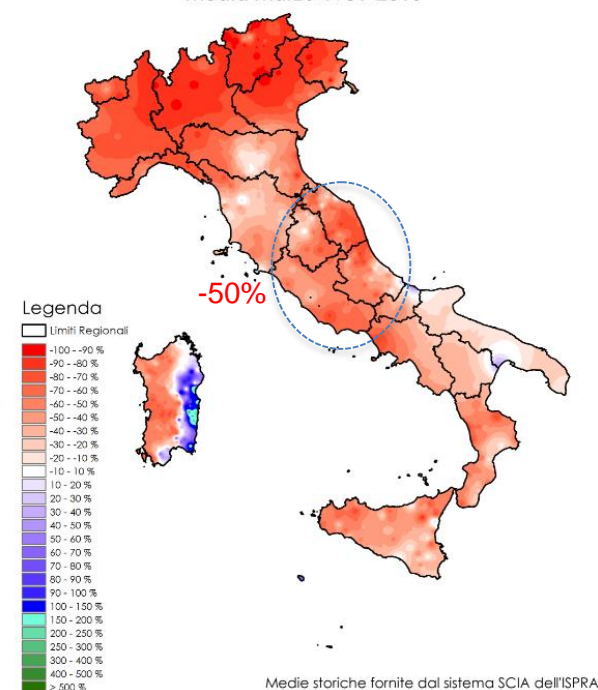 -50%
Legenda
Limiti Regionali
-100 - -90 %
-90 - -80 %
-80 - -70 %
-70 - -60 %
-60 - -50 %
-50 - -40 %
-40 - -30 %
-30 - -20 %
-20 - -10 %
-10 - 10 %
10 - 20 %
20 - 30 %
30 - 40 %
40 - 50 %
50 - 60 %
60 - 70 %
70 - 80 %
80 - 90 %
90 - 100 %
100 - 150 %
150 - 200 %
200 - 250 %
250 - 300 %
300 - 400 %
400 - 500 %
> 500 %
Medie storiche fornite dal sistema SCIA dell'ISPRA